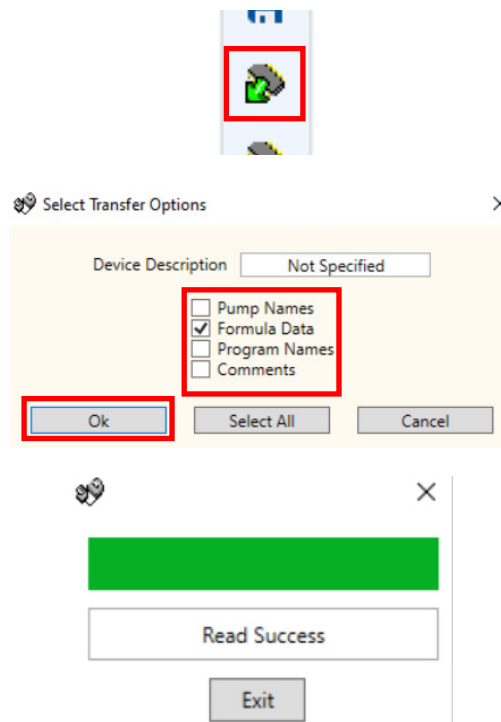 Select Transfer Options
Device Description Not Specified
Pump Names
Formula Data
Program Names
Comments
Ok Select All Cancel
Read Success
Exit